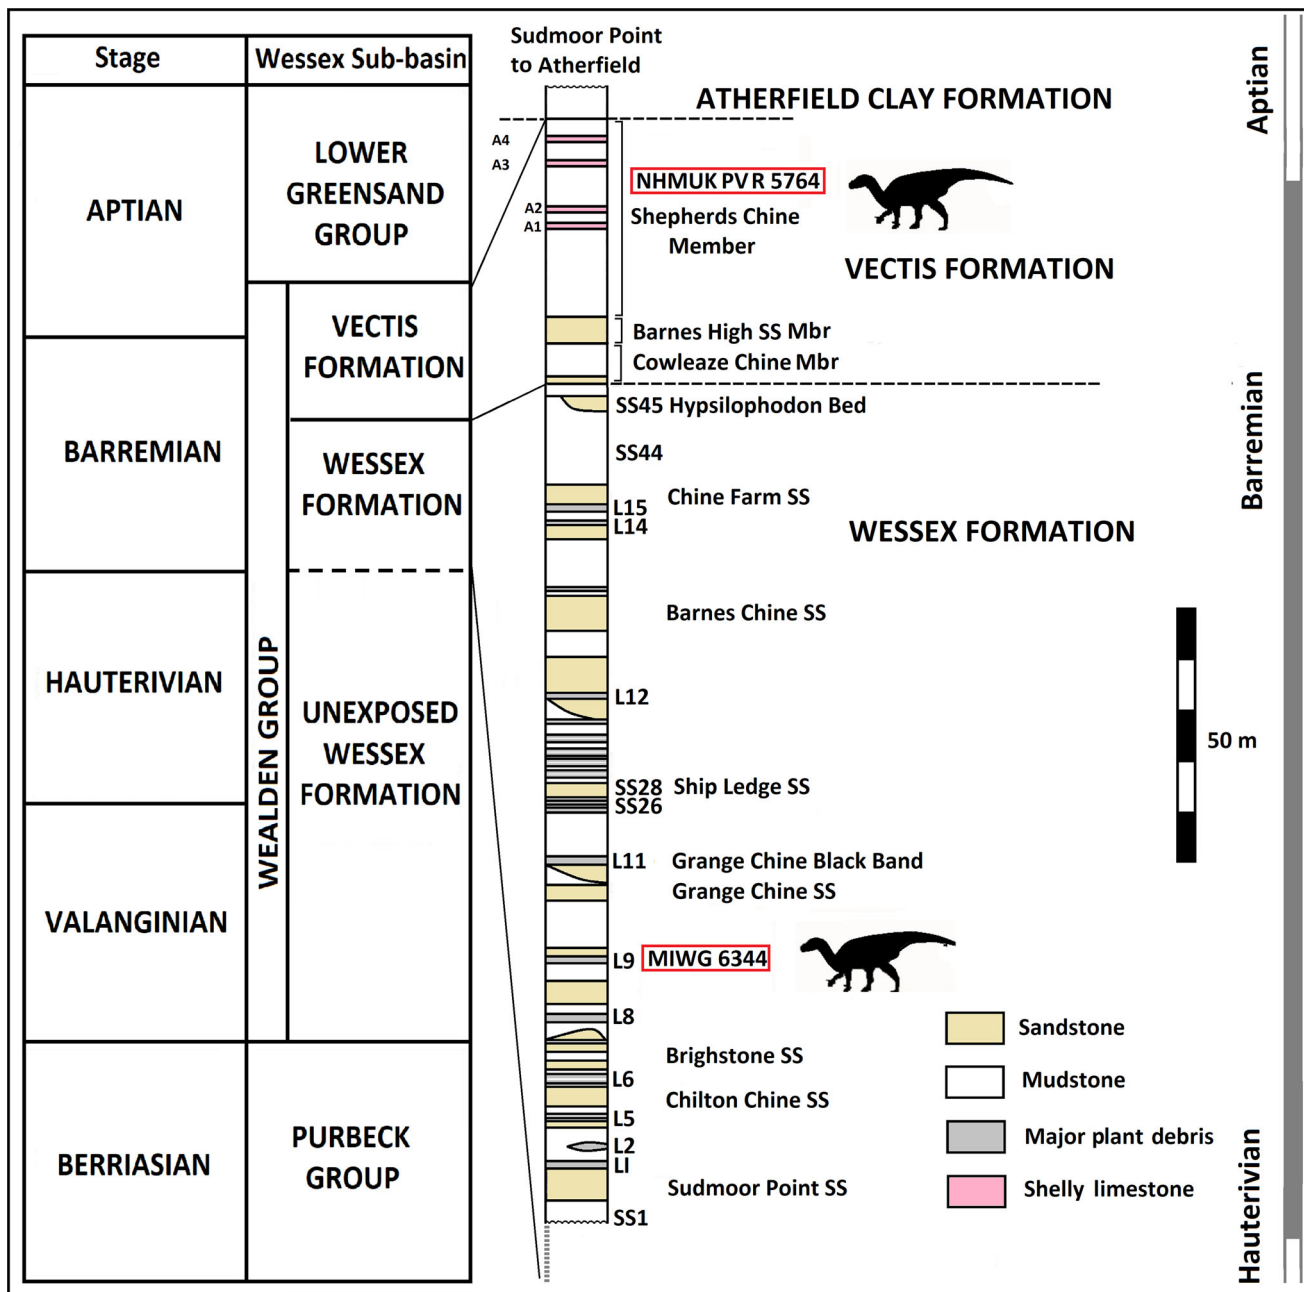 Stage
Wessex Sub-basin
APTIAN
BARREMIAN
HAUTERIVIAN
VALANGINIAN
BERRIASIAN
LOWER
GREENSAND
GROUP
WEALDEN GROUP
VECTIS
FORMATION
WESSEX
FORMATION
UNEXPOSED
WESSEX
FORMATION
PURBECK
GROUP
Sudmoor Point
to Atherfield
ATHERFIELD CLAY FORMATION
A4
A3
NHMUK PV R 5764
A2
Shepherds Chine
A1
Member
VECTIS FORMATION
Barnes High SS Mbr
Cowleaze Chine Mbr
SS45 Hypsilophodon Bed
SS44
Chine Farm SS
L15
L14
WESSEX FORMATION
Barnes Chine SS
L12
SS28 Ship Ledge SS
SS26
L11 Grange Chine Black Band
Grange Chine SS
L9 MIWG 6344
L8
Brighstone SS
L6
Chilton Chine SS
L5
L2
LI
Sudmoor Point SS
SS1
50 m
Sandstone
Mudstone
Major plant debris
Shelly limestone
Aptian
Barremian
Hauterivian